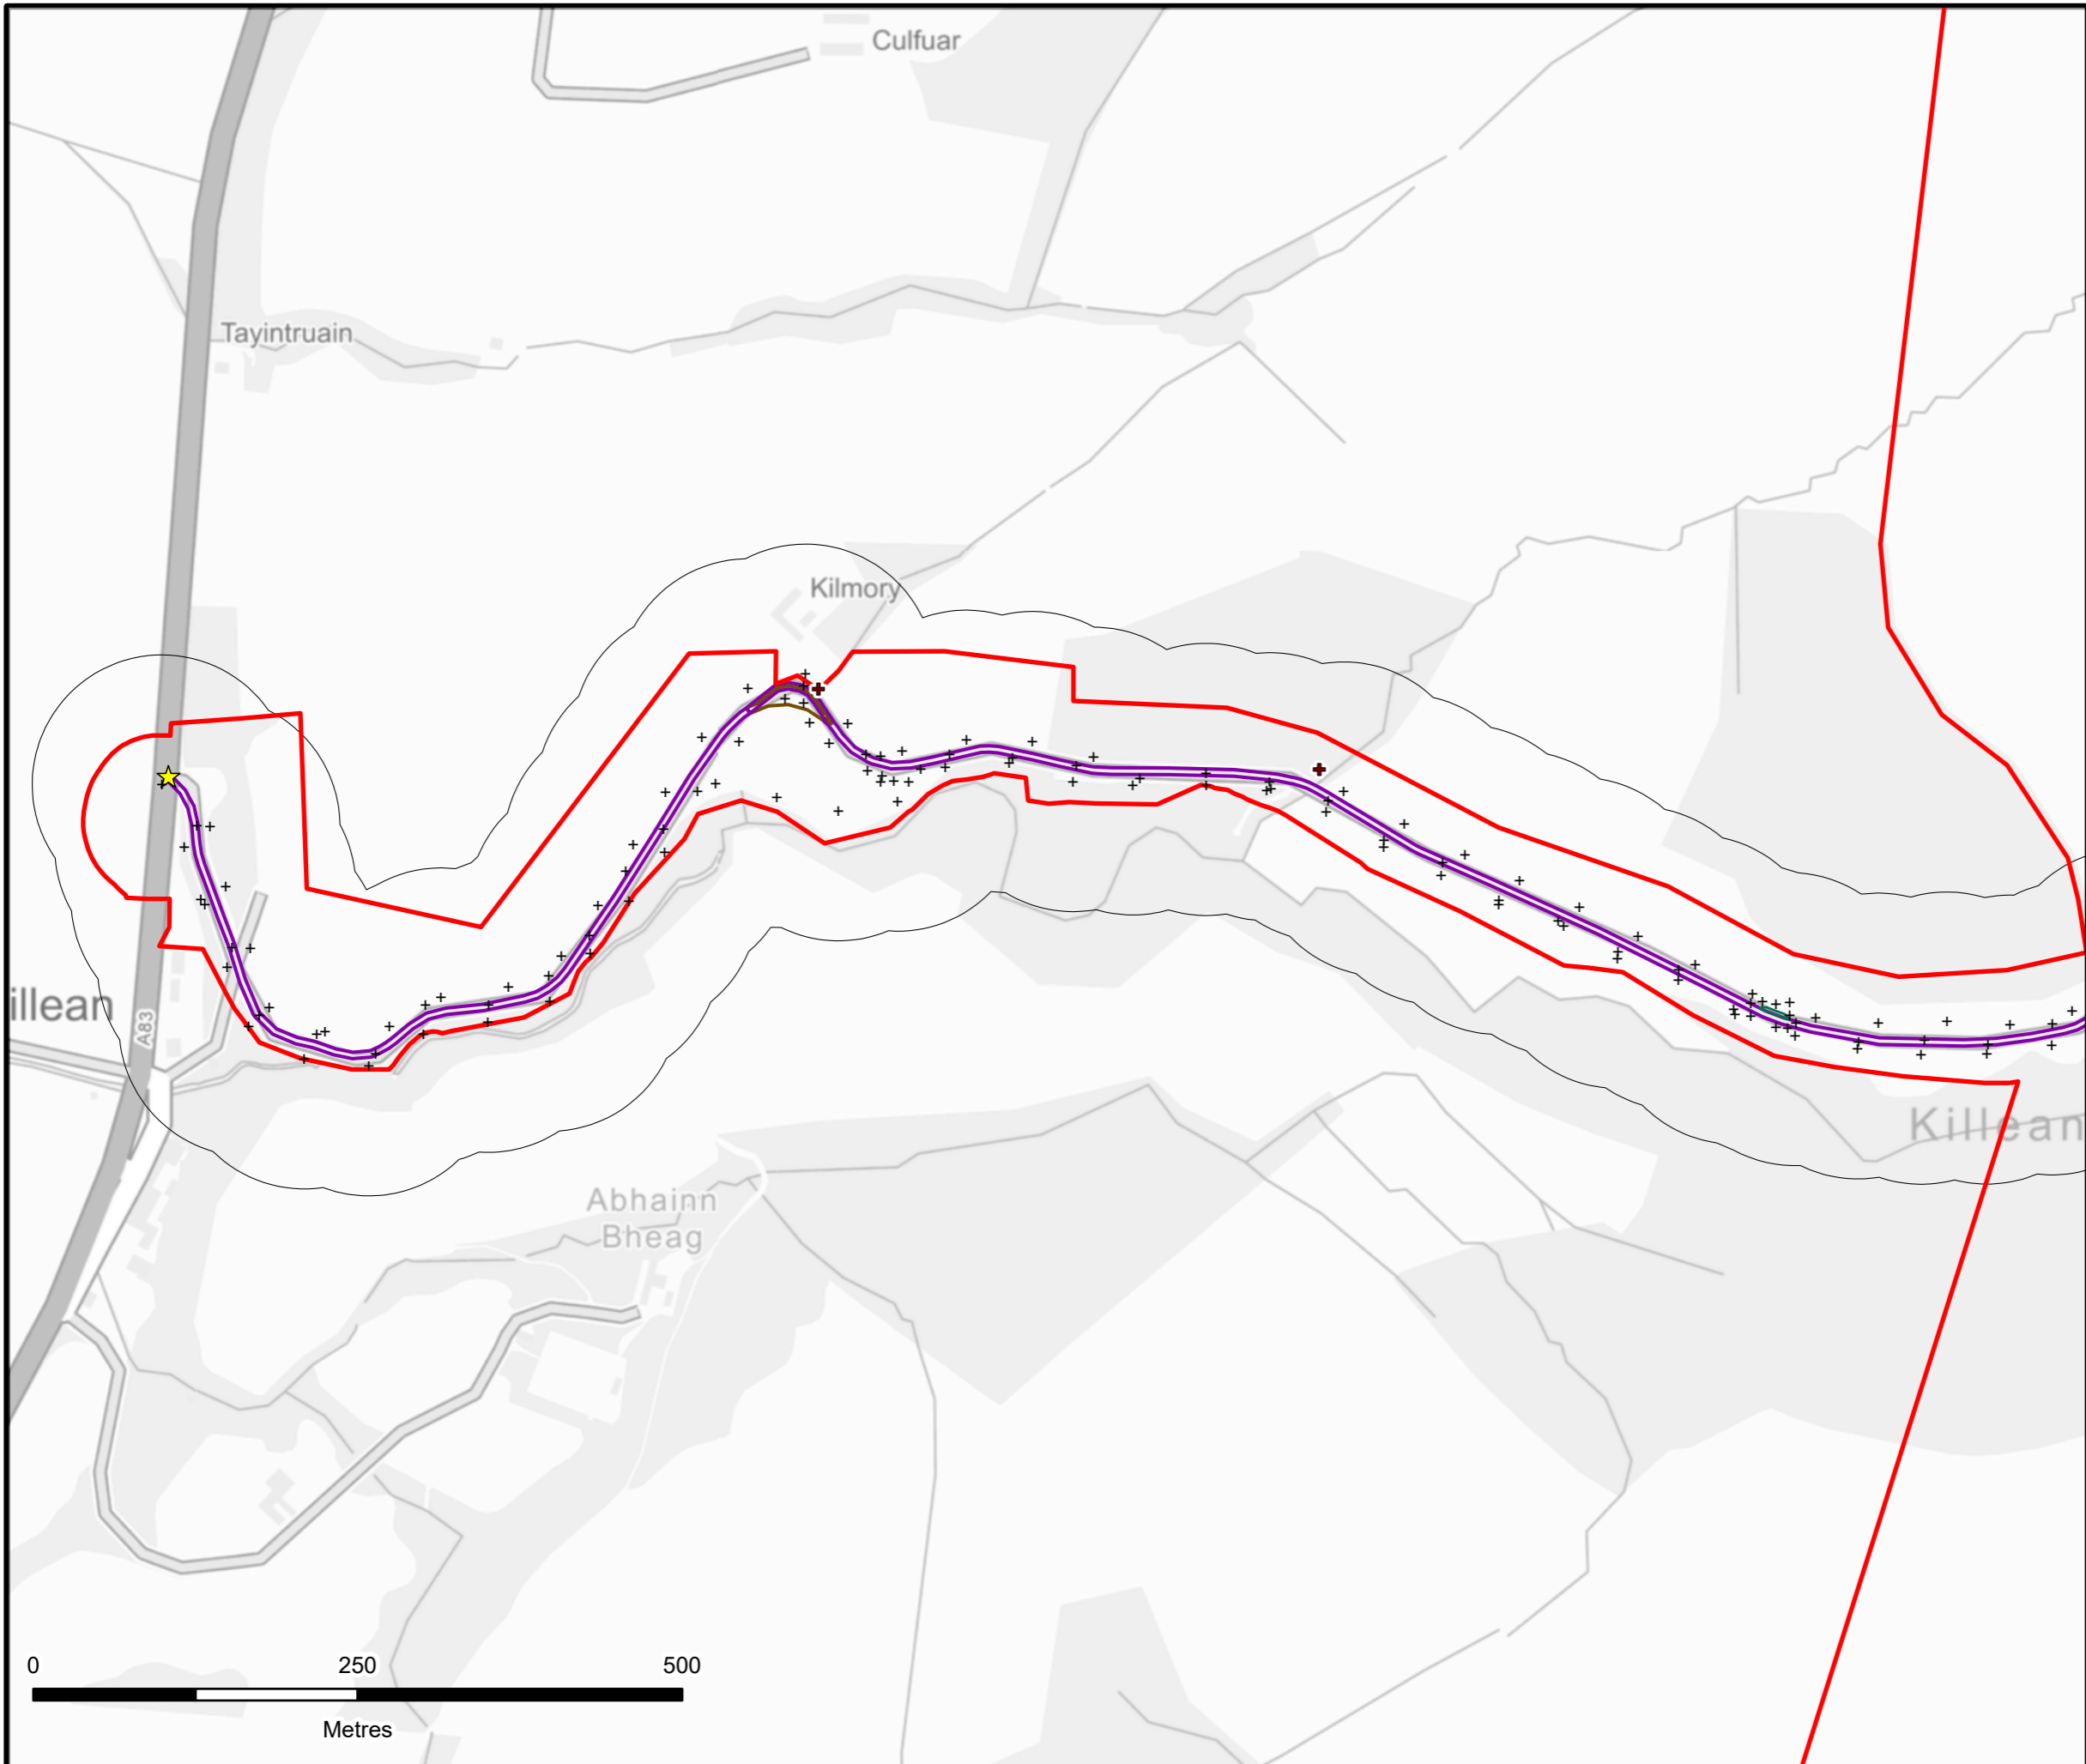 Culfuar
Tayintruain
Kilmory
illean
A83
Killean
Abhainn
Bheag
0 250 500
Metres